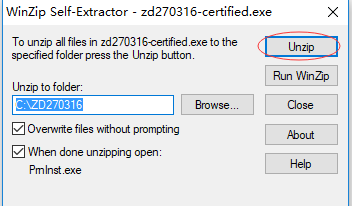 WinZip Self-Extractor - zd270316-certified.exe
To unzip all files in zd270316-certified.exe to the
specified folder press the Unzip button.
Unzip
Run WinZip
Unzip to folder:
C:\ZD270316
Browse...
Close
Overwrite files without prompting
About
When done unzipping open:
PrnInst.exe
Help